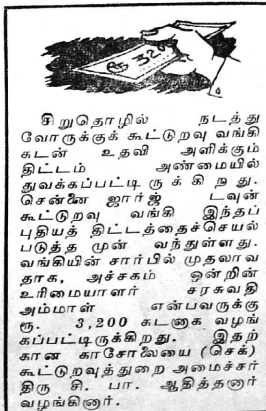 ரூ 320
சிறுதொழில் நடத்து
வோருக்குக் கூட்டுறவு வங்கி
கடன் உதவி அளிக்கும்
திட்டம் அண்மையில்
துவக்கப்பட்டிருக்கிறது.
சென்னை ஜார்ஜ் டவுன்
கூட்டுறவு வங்கி இந்தப்
புதியத் திட்டத்தைச்செயல்
படுத்த முன் வந்துள்ளது.
வங்கியின் சார்பில் முதலாவ
தாக, அச்சகம் ஒன்றின்
உரிமையாளர் சரசுவதி
அம்மாள் என்பவருக்கு
ரூ. 3,200 கடனாக வழங்
கப்பட்டிருக்கிறது. இதற்
கான காசோலையை (செக்)
கூட்டுறவுத்துறை அமைச்சர்
திரு சி. பா. ஆதித்தனார்
வழங்கினார்.